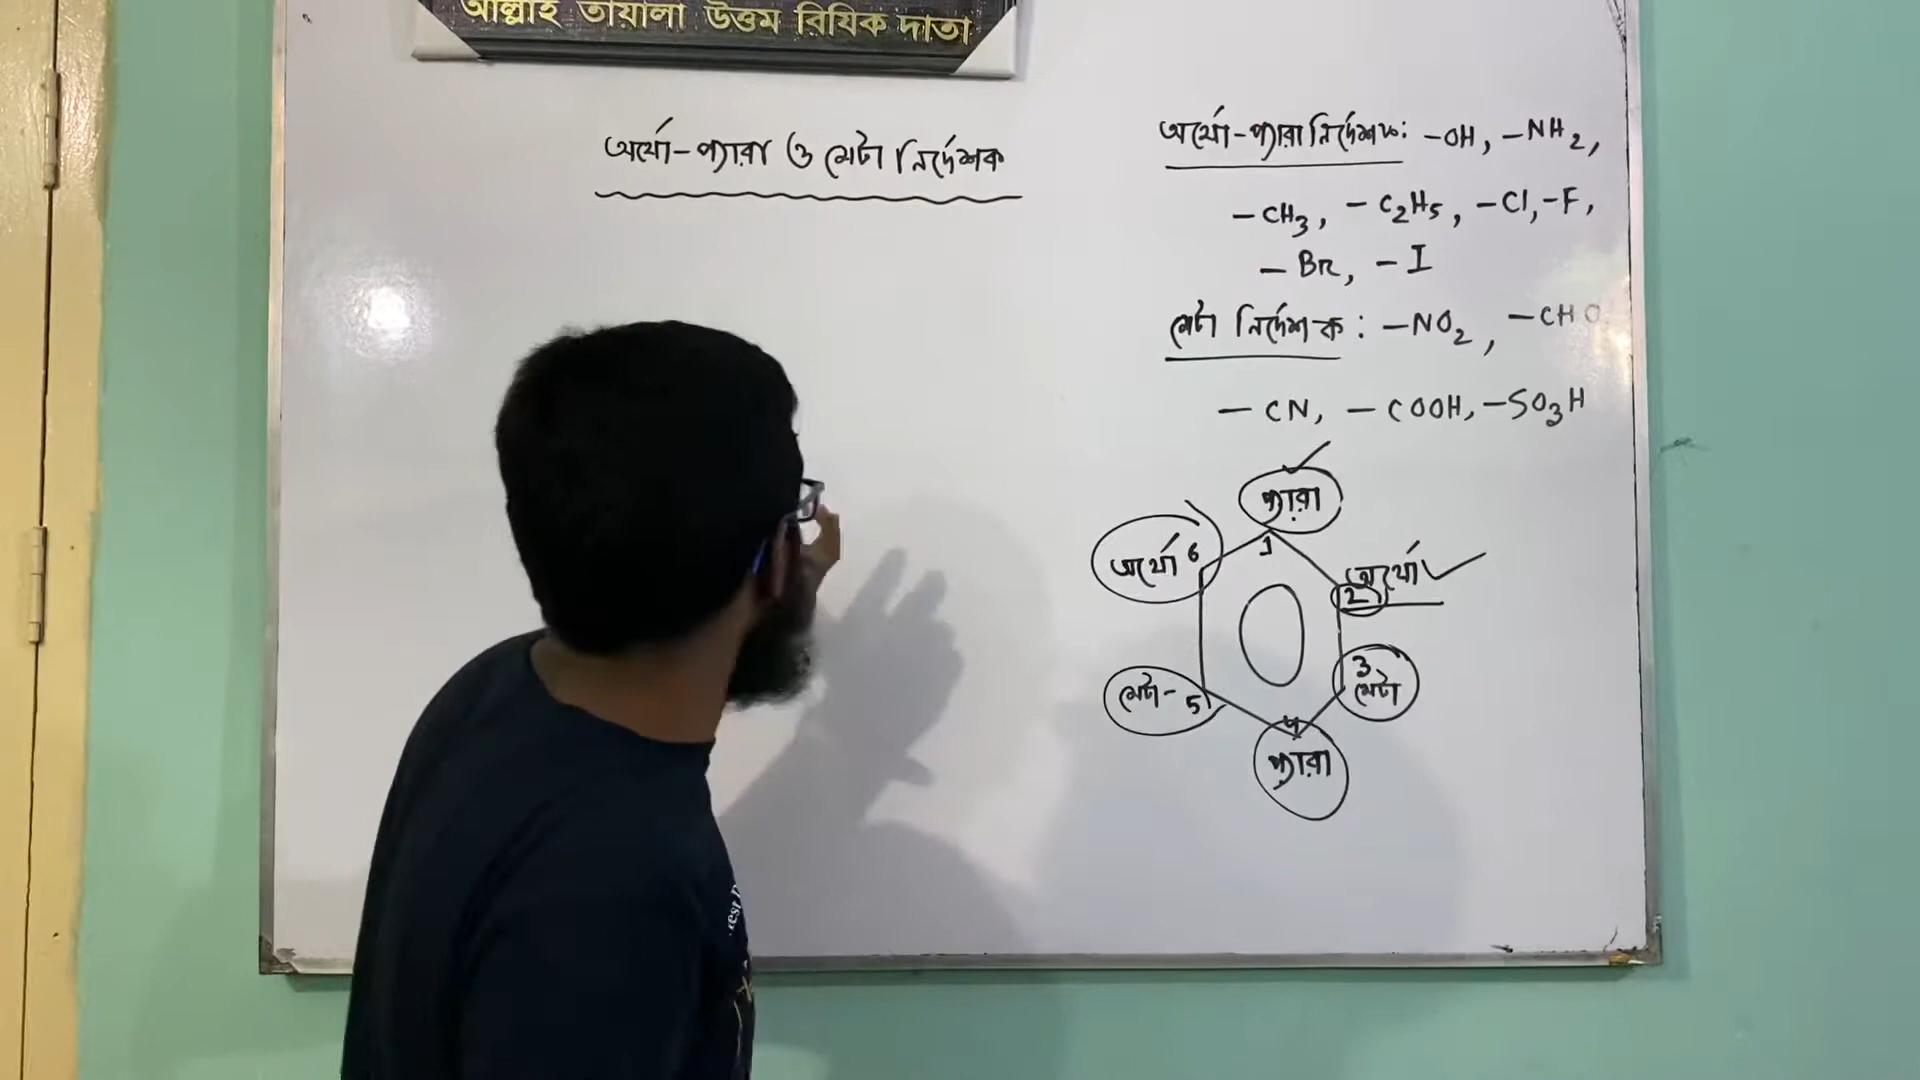 আল্লাহ তায়ালা উত্তম রিযিক দাতা
অর্থো-প্যারা ও মেটা নির্দেশক
অর্থো-প্যারা নির্দেশক: -OH, -NH2,
-CH3, -C2H5, -Cl, -F,
-Br, -I
মেটা নির্দেশক: -NO2, -CHO
-CN, -COOH, -SO3H
প্যারা
1
অর্থো 6
অর্থো
2
3
মেটা
মেটা- 5
4
প্যারা